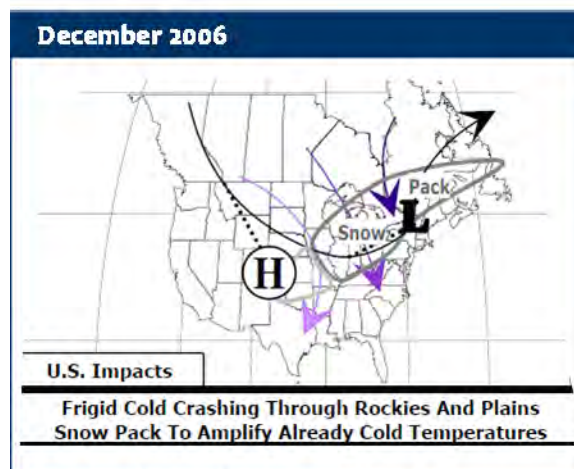 December 2006
Pack
Snow
L
H
U.S. Impacts
Frigid Cold Crashing Through Rockies And Plains
Snow Pack To Amplify Already Cold Temperatures